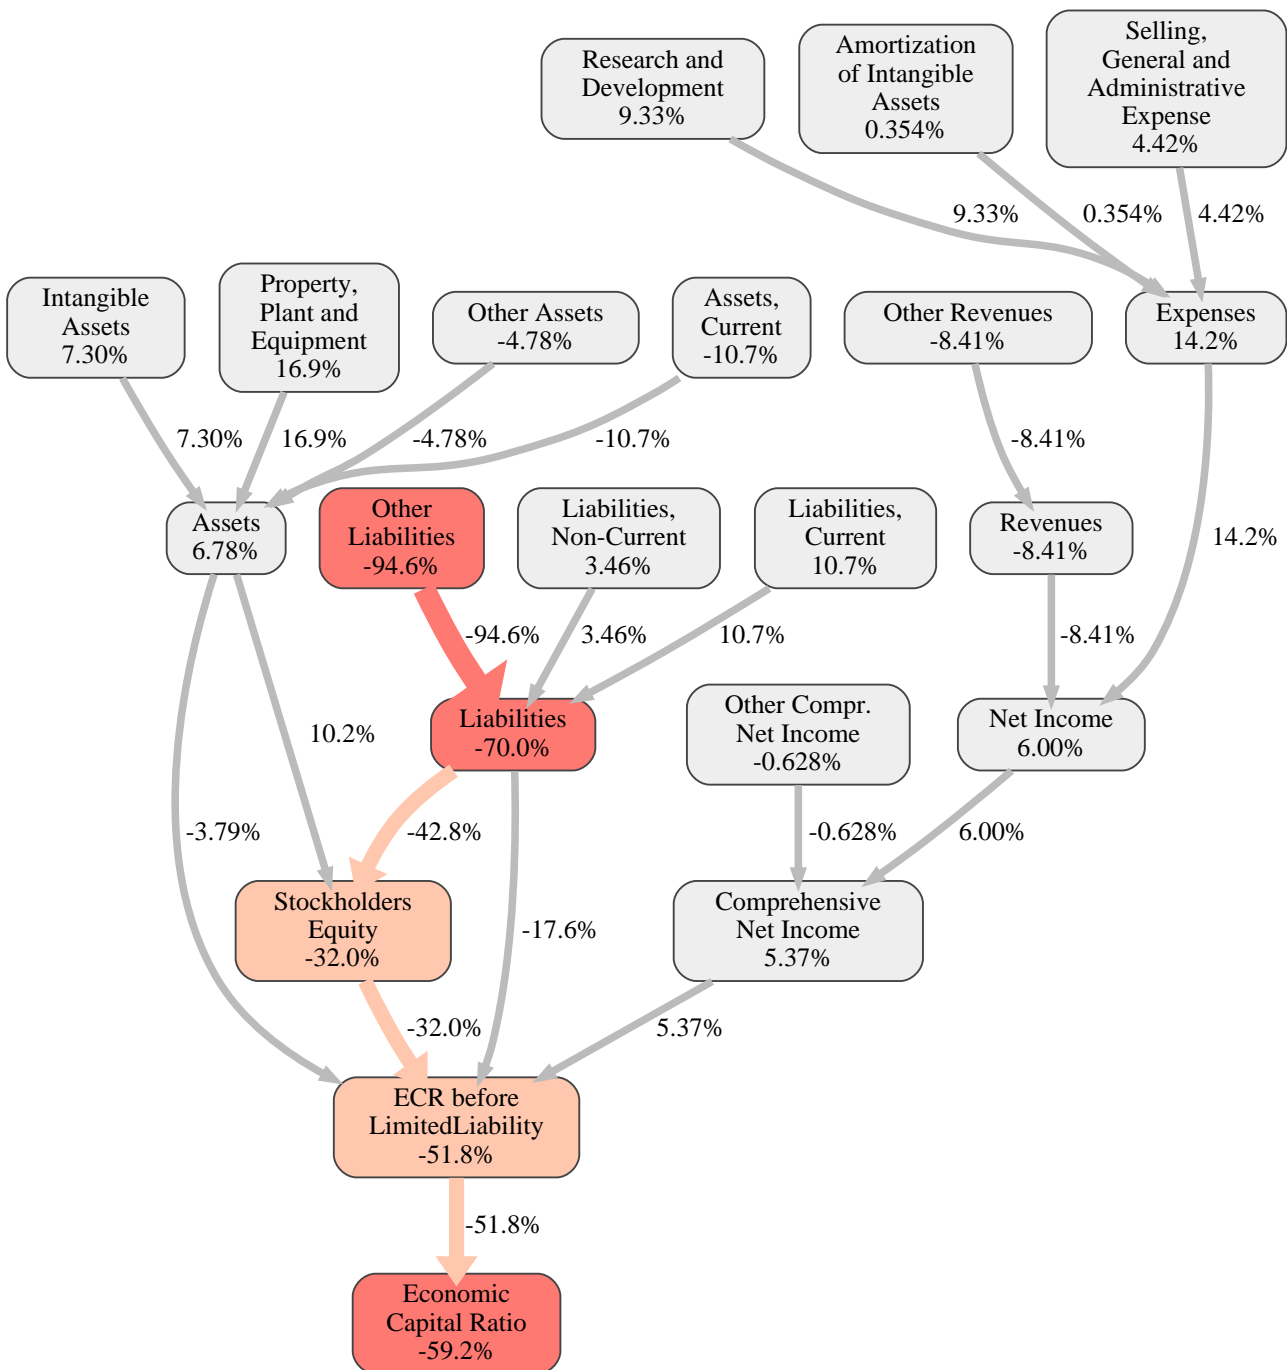 Research and
Development
9.33%
Amortization
of Intangible
Assets
0.354%
Selling,
General and
Administrative
Expense
4.42%
9.33%
0.354%
4.42%
Intangible
Assets
7.30%
Property,
Plant and
Equipment
16.9%
Other Assets
-4.78%
Assets,
Current
-10.7%
Other Revenues
-8.41%
Expenses
14.2%
7.30%
16.9%
-4.78%
-10.7%
-8.41%
14.2%
Assets
6.78%
Other
Liabilities
-94.6%
Liabilities,
Non-Current
3.46%
Liabilities,
Current
10.7%
Revenues
-8.41%
-94.6%
3.46%
10.7%
-8.41%
10.2%
Liabilities
-70.0%
Other Compr.
Net Income
-0.628%
Net Income
6.00%
-3.79%
-42.8%
-0.628%
6.00%
Stockholders
Equity
-32.0%
-17.6%
Comprehensive
Net Income
5.37%
-32.0%
5.37%
ECR before
LimitedLiability
-51.8%
-51.8%
Economic
Capital Ratio
-59.2%